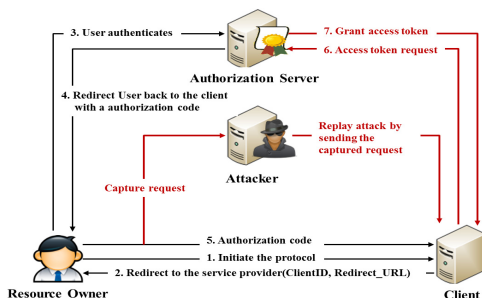 3. User authenticates
7. Grant access token
6. Access token request
Authorization Server
4. Redirect User back to the client
with a authorization code
Replay attack by
sending the
captured request
Attacker
Capture request
5. Authorization code
1. Initiate the protocol
2. Redirect to the service provider(ClientID, Redirect_URL)
Resource Owner
Client